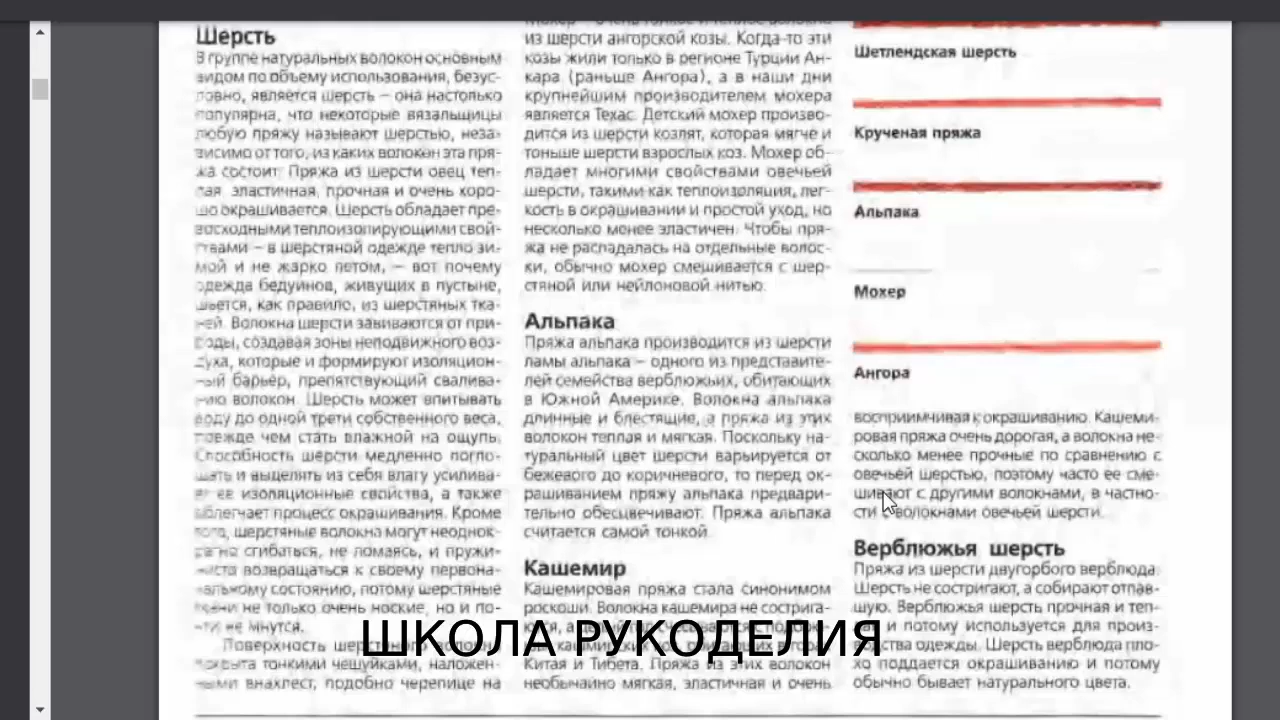 Шерсть
В группе натуральных волокон основным
видом по объему использования, безус-
ловно, является шерсть – она настолько
популярна, что некоторые вязальщицы
любую пряжу называют шерстью, неза-
висимо от того, из каких волокон эта пря-
жа состоит. Пряжа из шерсти овец теп-
лая, эластичная, прочная и очень хоро-
шо окрашивается. Шерсть обладает пре-
восходными теплоизолирующими свой-
ствами – в шерстяной одежде тепло зи-
мой и не жарко летом, – вот почему
одежда бедуинов, живущих в пустыне,
шьется, как правило, из шерстяных тка-
ней. Волокна шерсти завиваются от при-
роды, создавая зоны неподвижного воз-
духа, которые и формируют изоляцион-
ный барьер, препятствующий свалива-
нию волокон. Шерсть может впитывать
воду до одной трети собственного веса,
прежде чем стать влажной на ощупь.
Способность шерсти медленно погло-
щать и выделять из себя влагу усилива-
ет ее изоляционные свойства, а также
облегчает процесс окрашивания. Кроме
того, шерстяные волокна могут неоднок-
ратно сгибаться, не ломаясь, и пружи-
нисто возвращаться к своему первона-
чальному состоянию, потому шерстяные
ткани не только очень ноские, но и по-
чти не мнутся.
Поверхность шерстяного волокна
покрыта тонкими чешуйками, наложен-
ными внахлест, подобно черепице на
Мохер – очень тонкое и теплое волокно
из шерсти ангорской козы. Когда-то эти
козы жили только в регионе Турции Ан-
кара (раньше Ангора), а в наши дни
крупнейшим производителем мохера
является Техас. Детский мохер произво-
дится из шерсти козлят, которая мягче и
тоньше шерсти взрослых коз. Мохер об-
ладает многими свойствами овечьей
шерсти, такими как теплоизоляция, лег-
кость в окрашивании и простой уход, но
несколько менее эластичен. Чтобы пря-
жа не распадалась на отдельные волос-
ки, обычно мохер смешивается с шер-
стяной или нейлоновой нитью.
Альпака
Пряжа альпака производится из шерсти
ламы альпака – одного из представите-
лей семейства верблюжьих, обитающих
в Южной Америке. Волокна альпака
длинные и блестящие, а пряжа из этих
волокон теплая и мягкая. Поскольку на-
туральный цвет шерсти варьируется от
бежевого до коричневого, то перед ок-
рашиванием пряжу альпака предвари-
тельно обесцвечивают. Пряжа альпака
считается самой тонкой.
Кашемир
Кашемировая пряжа стала синонимом
роскоши. Волокна кашемира не сострига-
Китая и Тибета. Пряжа из этих волокон
необычайно мягкая, эластичная и очень
Шетлендская шерсть
Крученая пряжа
Альпака
Мохер
Ангора
восприимчивая к окрашиванию. Кашеми-
ровая пряжа очень дорогая, а волокна не-
сколько менее прочные по сравнению с
овечьей шерстью, поэтому часто ее сме-
шивают с другими волокнами, в частно-
сти с волокнами овечьей шерсти.
Верблюжья шерсть
Пряжа из шерсти двугорбого верблюда.
Шерсть не состригают, а собирают отпав-
шую. Верблюжья шерсть прочная и теп-
лая и потому используется для произ-
водства одежды. Шерсть верблюда пло-
хо поддается окрашиванию и потому
обычно бывает натурального цвета.
ШКОЛА РУКОДЕЛИЯ